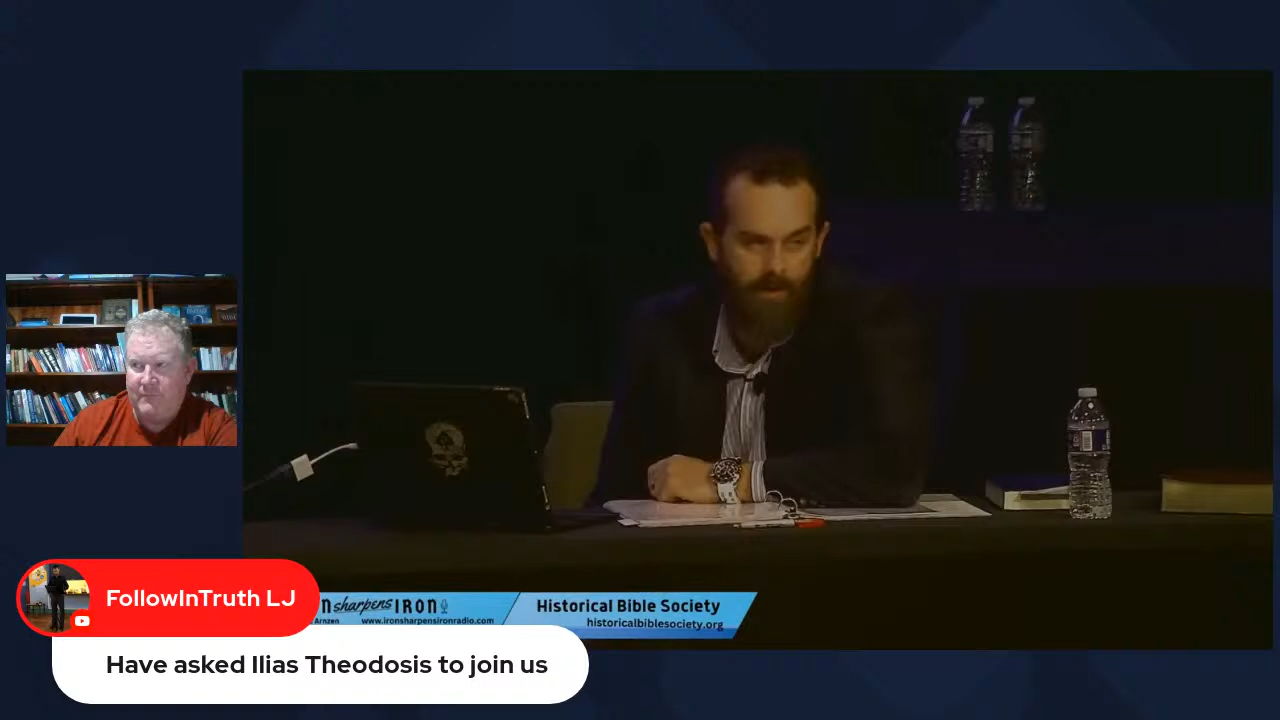 sharpens IRON
Arnzen www.ironsharpensironradio.com
Historical Bible Society
historicalbiblesociety.org
FollowInTruth LJ
Have asked Ilias Theodosis to join us